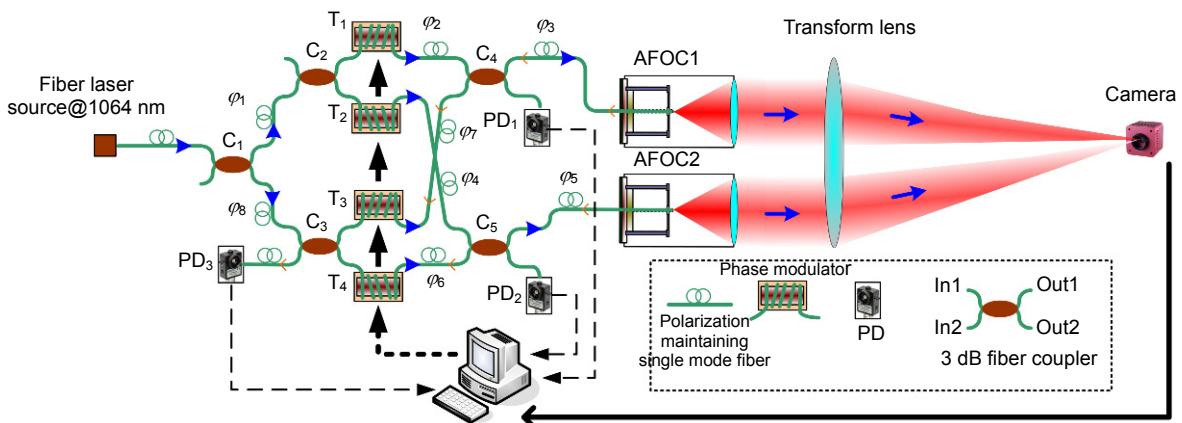 T1
φ2
C4
φ3
Transform lens
C2
AFOC1
Fiber laser
source@1064 nm
φ1
Camera
T2
PD1
C1
φ7
AFOC2
φ4
φ5
φ8
T3
C3
C5
PD3
T4
φ6
PD2
Phase modulator
In1
Out1
In2
Out2
Polarization
maintaining
single mode fiber
PD
3 dB fiber coupler